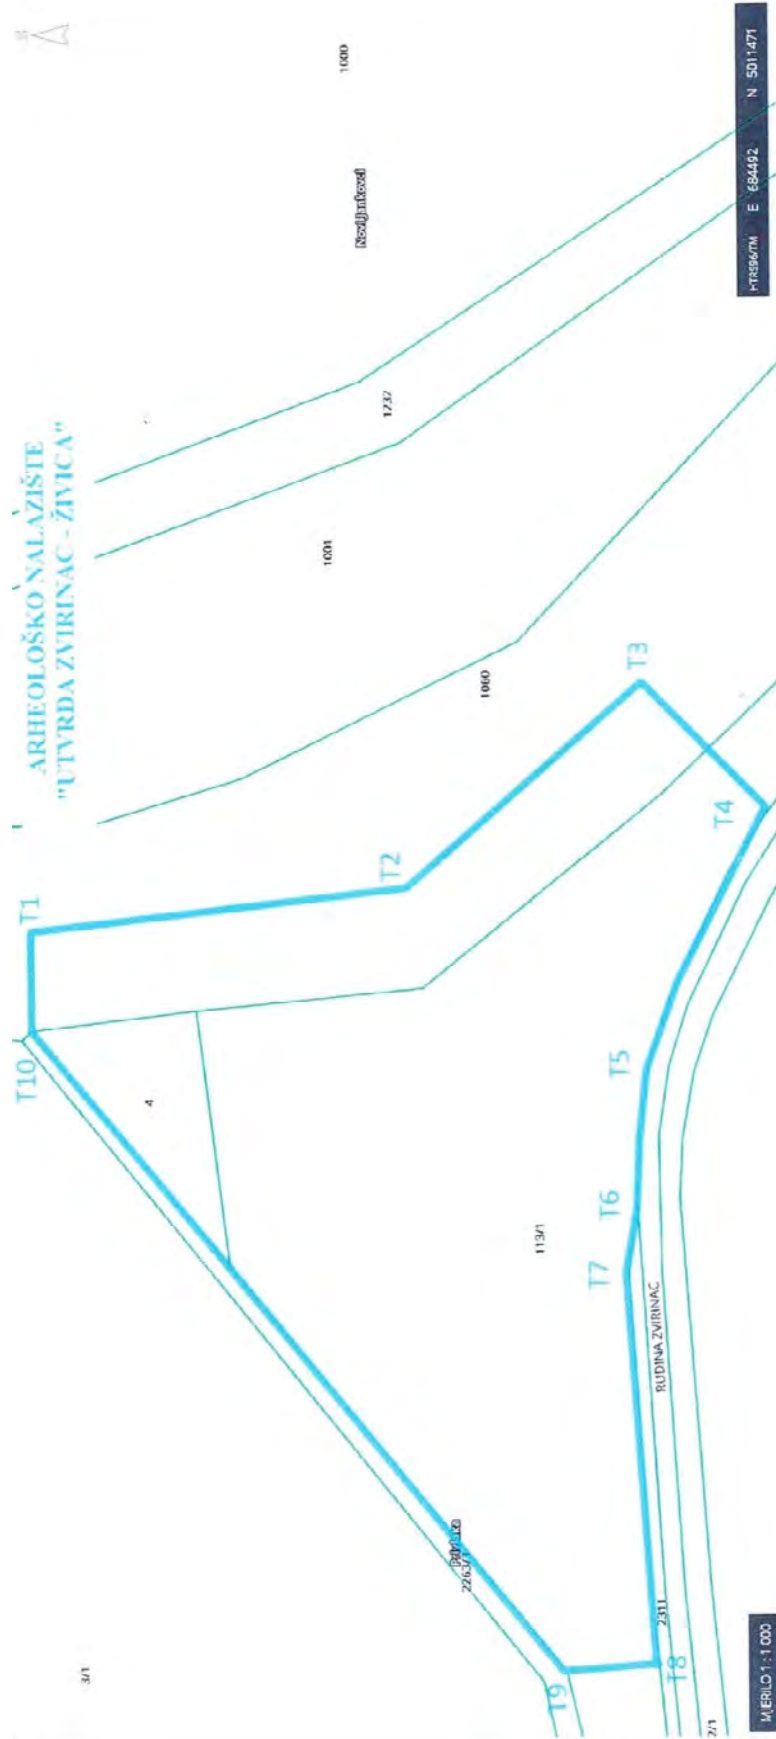 ARHEOLOŠKO NALAZIŠTE
"UTVRDA ZVIRINAC - ŽIVICA"
3/1
T10
T1
4
T2
1060
1001
1232
Novi Jankovci
1000
2263/1
T9
113/1
T3
T4
T5
T6
T7
T8
2311
RUDINA ZVIRINAC
2/1
MJERILO 1 : 1 000
HTRS96/TM E 684492 N 5011471